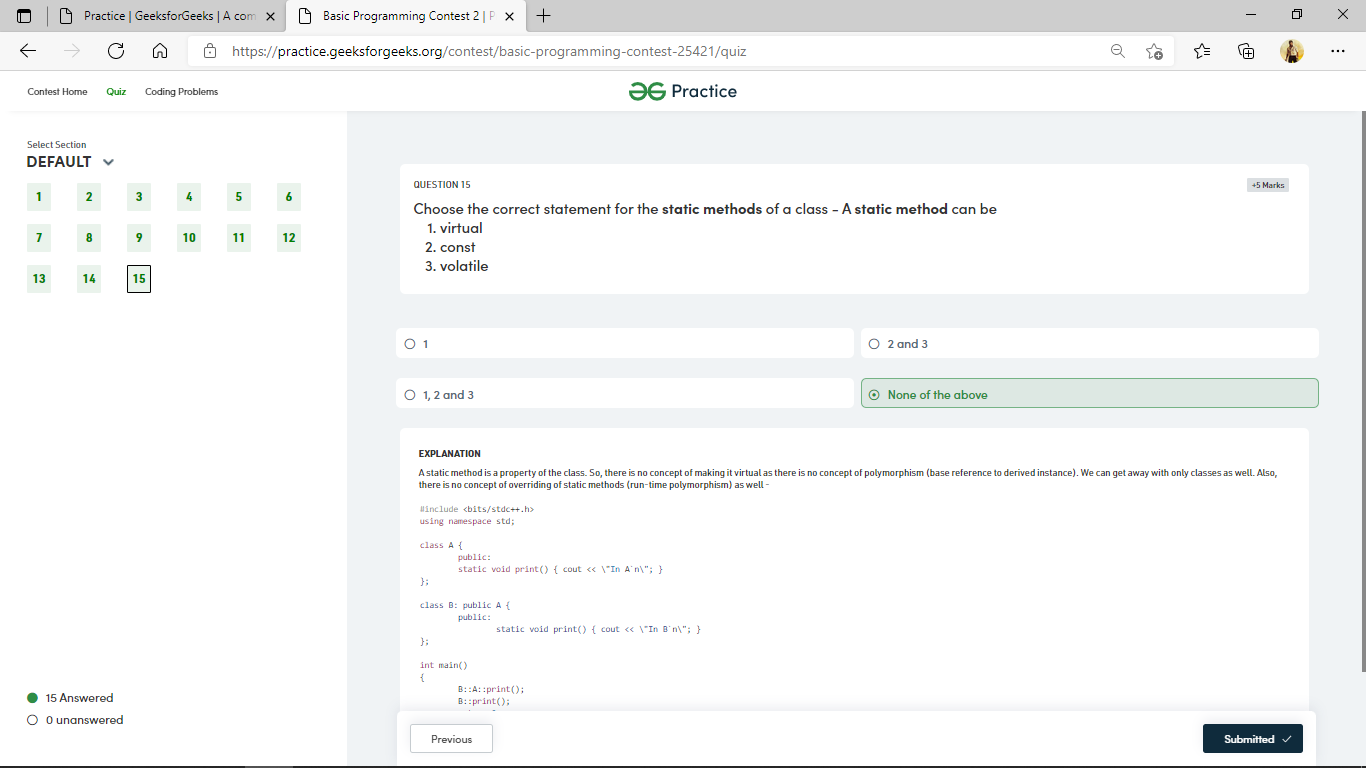 Practice | GeeksforGeeks | A com
Basic Programming Contest 2 | P
https://practice.geeksforgeeks.org/contest/basic-programming-contest-25421/quiz
Contest Home Quiz Coding Problems
Practice
Select Section
DEFAULT
1 2 3 4 5 6
7 8 9 10 11 12
13 14 15
15 Answered
0 unanswered
QUESTION 15
+5 Marks
Choose the correct statement for the static methods of a class - A static method can be
1. virtual
2. const
3. volatile
1
2 and 3
1, 2 and 3
None of the above
EXPLANATION
A static method is a property of the class. So, there is no concept of making it virtual as there is no concept of polymorphism (base reference to derived instance). We can get away with only classes as well. Also,
there is no concept of overriding of static methods (run-time polymorphism) as well -
#include <bits/stdc++.h>
using namespace std;
class A {
public:
static void print() { cout << \"In A`n\"; }
};
class B: public A {
public:
static void print() { cout << \"In B`n\"; }
};
int main()
{
B::A::print();
B::print();
Previous
Submitted